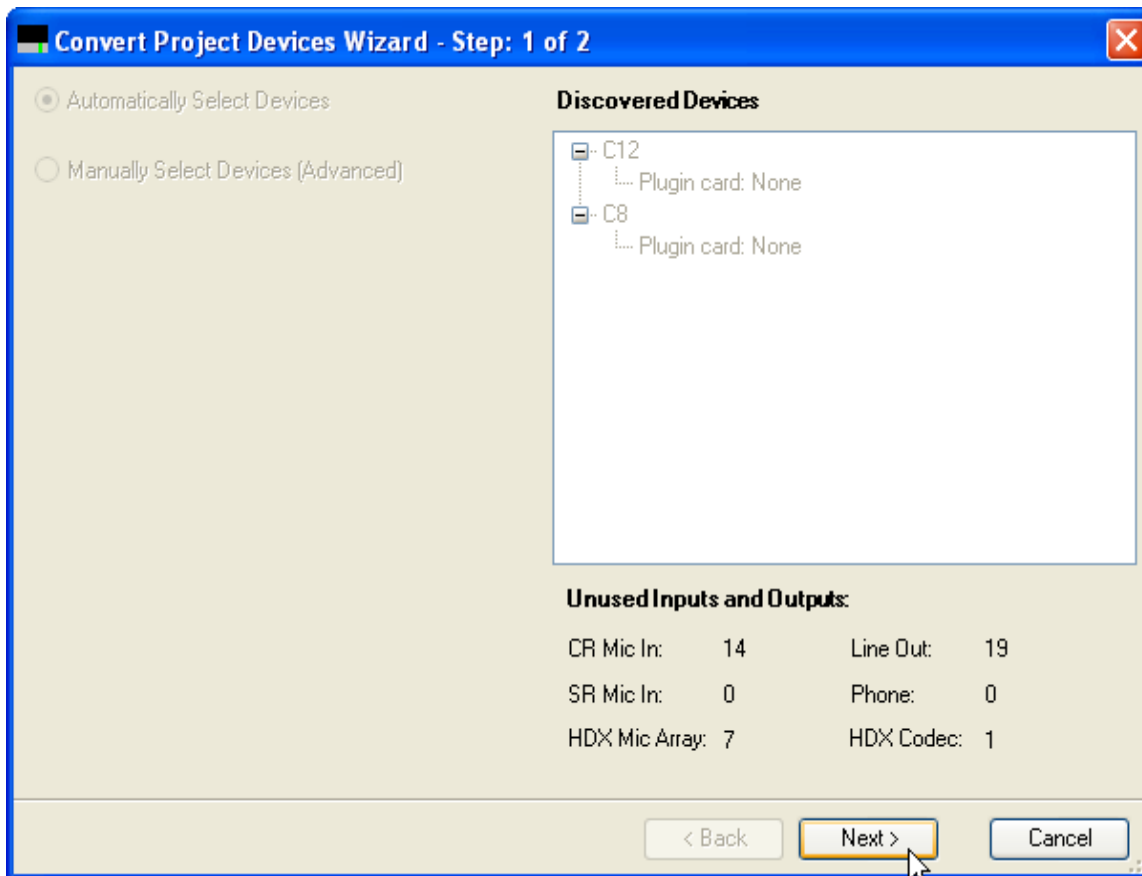 Convert Project Devices Wizard - Step: 1 of 2
Automatically Select Devices
Manually Select Devices (Advanced)
Discovered Devices
C12
Plugin card: None
C8
Plugin card: None
Unused Inputs and Outputs:
CR Mic In: 14 Line Out: 19
SR Mic In: 0 Phone: 0
HDX Mic Array: 7 HDX Codec: 1
< Back Next > Cancel